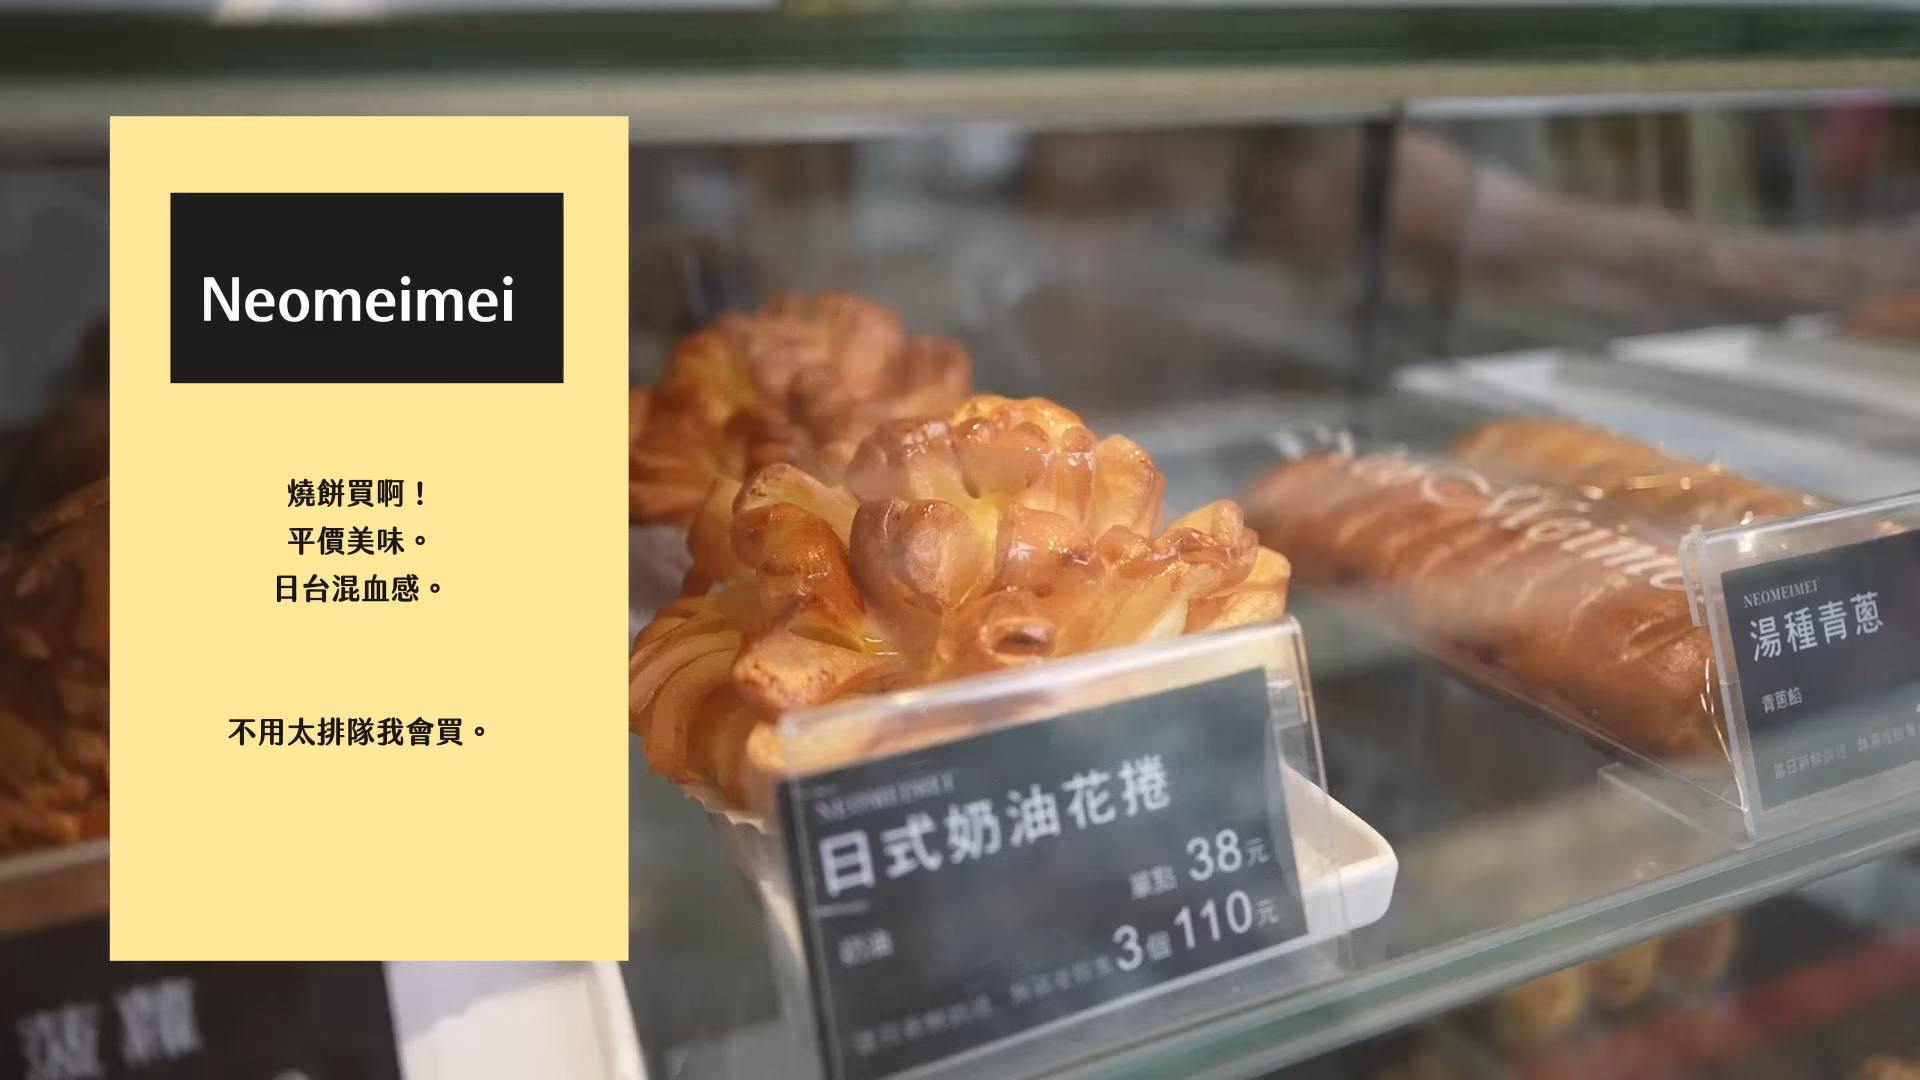 Neomeimei
燒餅買啊！
平價美味。
日台混血感。
不用太排隊我會買。
NEOMEIMEI
日式奶油花捲
單點 38元
3個110元
奶油
NEOMEIMEI
湯種青蔥
青蔥餡